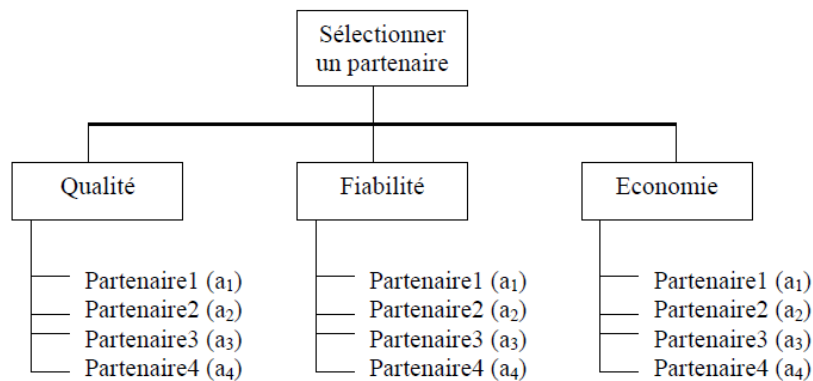 Sélectionner
un partenaire
Qualité
Fiabilité
Economie
Partenaire1 (a₁)
Partenaire2 (a₂)
Partenaire3 (a₃)
Partenaire4 (a₄)
Partenaire1 (a₁)
Partenaire2 (a₂)
Partenaire3 (a₃)
Partenaire4 (a₄)
Partenaire1 (a₁)
Partenaire2 (a₂)
Partenaire3 (a₃)
Partenaire4 (a₄)